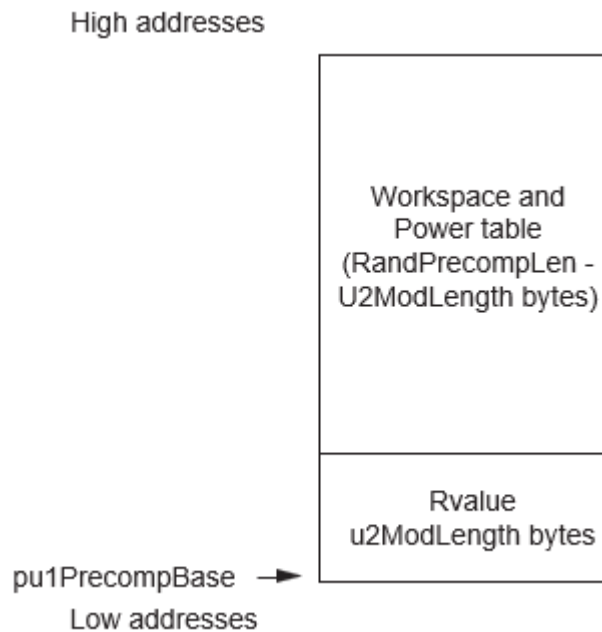 High addresses
Workspace and
Power table
(RandPrecompLen -
U2ModLength bytes)
Rvalue
u2ModLength bytes
pu1PrecompBase
Low addresses